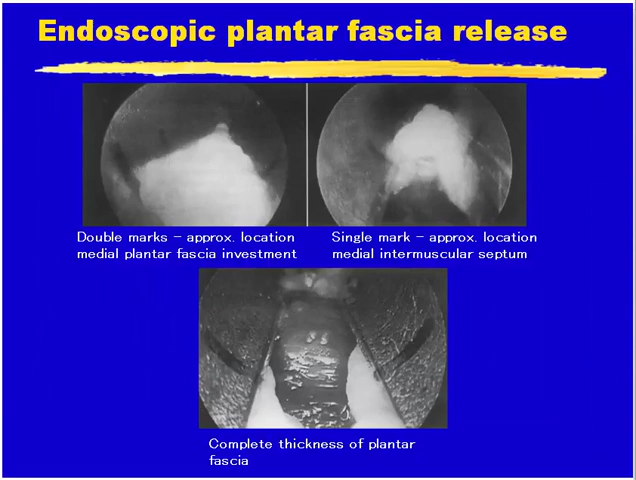 Endoscopic plantar fascia release
Double marks – approx. location
medial plantar fascia investment
Single mark – approx. location
medial intermuscular septum
Complete thickness of plantar
fascia